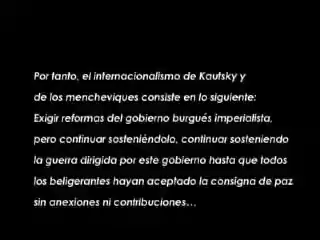 Por tanto, el internacionalismo de Kautsky y
de los mencheviques consiste en lo siguiente:
Exigir reformas del gobierno burgués imperialista,
pero continuar sosteniéndolo, continuar sosteniendo
la guerra dirigida por este gobierno hasta que todos
los beligerantes hayan aceptado la consigna de paz
sin anexiones ni contribuciones...